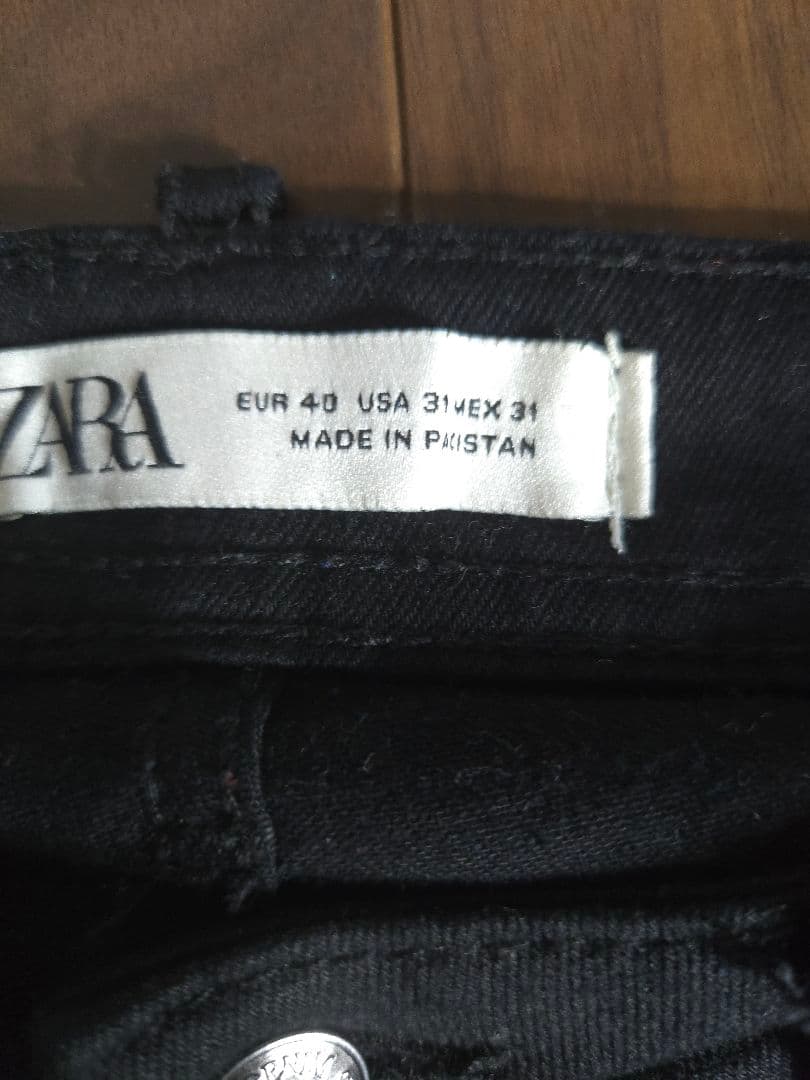 ZARA
EUR 40 USA 31 MEX 31
MADE IN PAKISTAN